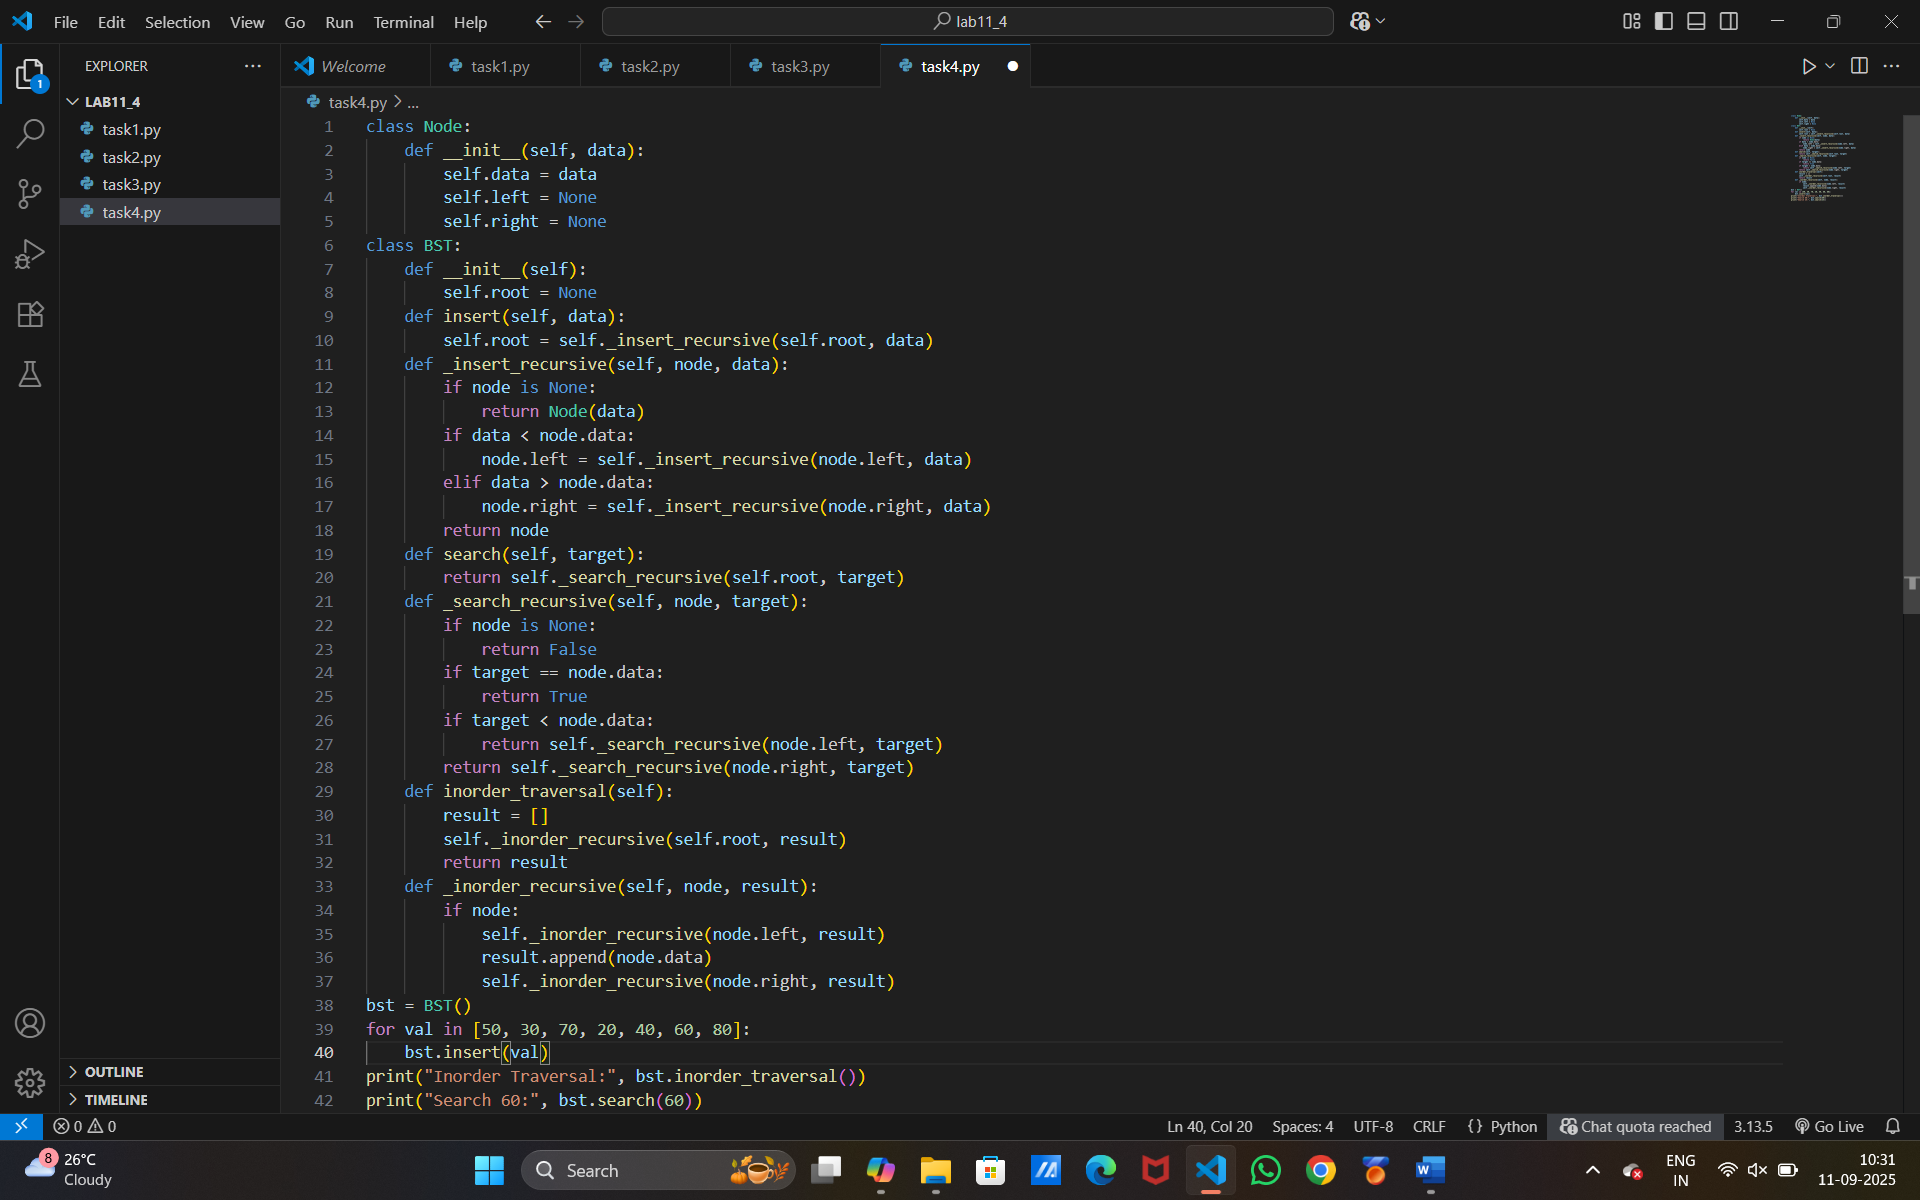 File Edit Selection View Go Run Terminal Help
lab11_4
EXPLORER
Welcome
task1.py
task2.py
task3.py
task4.py
LAB11_4
task1.py
task2.py
task3.py
task4.py
OUTLINE
TIMELINE
task4.py > ...
1 class Node:
2     def __init__(self, data):
3         self.data = data
4         self.left = None
5         self.right = None
6 class BST:
7     def __init__(self):
8         self.root = None
9     def insert(self, data):
10         self.root = self._insert_recursive(self.root, data)
11     def _insert_recursive(self, node, data):
12         if node is None:
13             return Node(data)
14         if data < node.data:
15             node.left = self._insert_recursive(node.left, data)
16         elif data > node.data:
17             node.right = self._insert_recursive(node.right, data)
18         return node
19     def search(self, target):
20         return self._search_recursive(self.root, target)
21     def _search_recursive(self, node, target):
22         if node is None:
23             return False
24         if target == node.data:
25             return True
26         if target < node.data:
27             return self._search_recursive(node.left, target)
28         return self._search_recursive(node.right, target)
29     def inorder_traversal(self):
30         result = []
31         self._inorder_recursive(self.root, result)
32         return result
33     def _inorder_recursive(self, node, result):
34         if node:
35             self._inorder_recursive(node.left, result)
36             result.append(node.data)
37             self._inorder_recursive(node.right, result)
38 bst = BST()
39 for val in [50, 30, 70, 20, 40, 60, 80]:
40     bst.insert(val)
41 print("Inorder Traversal:", bst.inorder_traversal())
42 print("Search 60:", bst.search(60))
1
0 0
Ln 40, Col 20 Spaces: 4 UTF-8 CRLF {} Python Chat quota reached 3.13.5 Go Live
8
26°C
Cloudy
Search
ENG
IN
10:31
11-09-2025